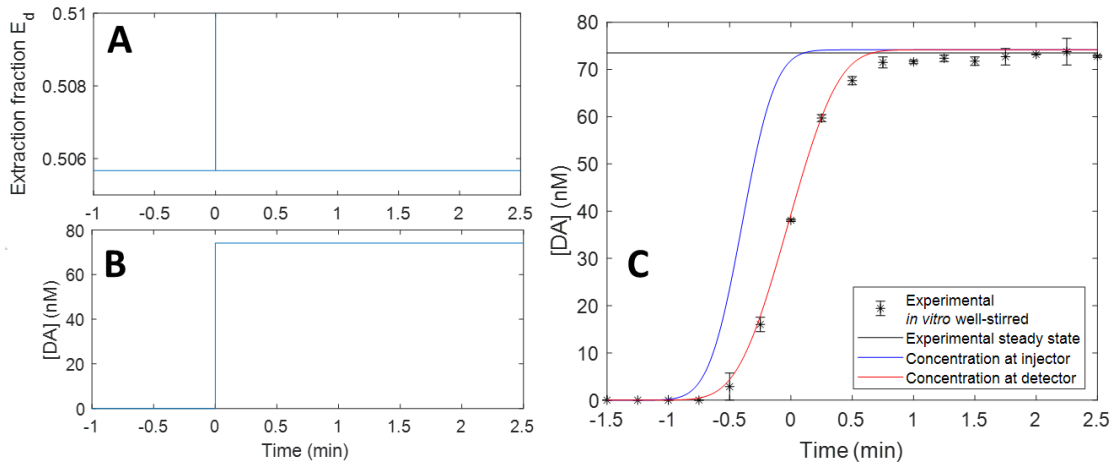 A
Extraction fraction E_d
0.51
0.508
0.506
-1 -0.5 0 0.5 1 1.5 2 2.5
B
[DA] (nM)
80
60
40
20
0
-1 -0.5 0 0.5 1 1.5 2 2.5
Time (min)
C
[DA] (nM)
80
70
60
50
40
30
20
10
0
-1.5 -1 -0.5 0 0.5 1 1.5 2 2.5
Time (min)
Experimental
in vitro well-stirred
Experimental steady state
Concentration at injector
Concentration at detector